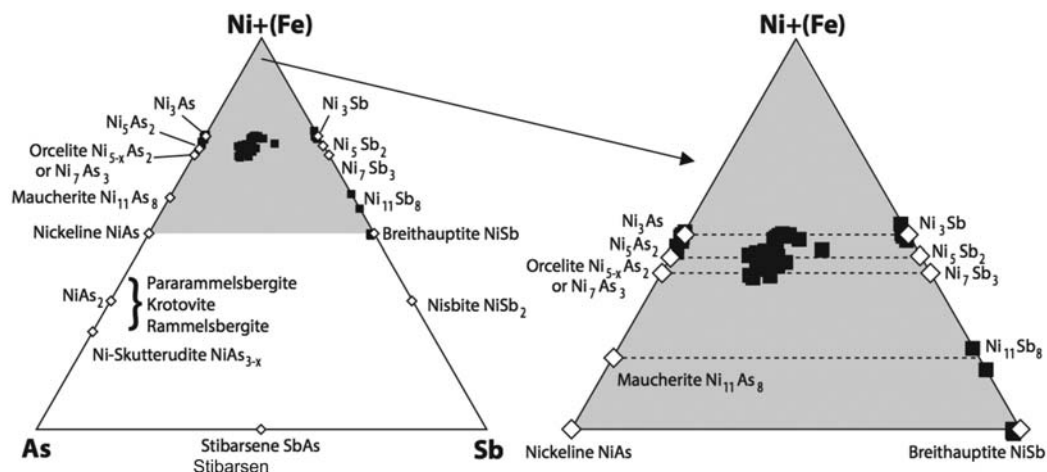 Ni+(Fe)
Ni₃As
Ni₃Sb
Ni₅As₂
Ni₅Sb₂
Orcelite Ni₅₋ₓAs₂
or Ni₇As₃
Ni₇Sb₃
Maucherite Ni₁₁As₈
Ni₁₁Sb₈
Nickeline NiAs
Breithauptite NiSb
NiAs₂
Pararammelsbergite
Krotovite
Rammelsbergite
Nisbite NiSb₂
Ni-Skutterudite NiAs₃₋ₓ
As
Stibarsene SbAs
Stibarsen
Sb
Ni+(Fe)
Ni₃As
Ni₃Sb
Ni₅As₂
Ni₅Sb₂
Orcelite Ni₅₋ₓAs₂
or Ni₇As₃
Ni₇Sb₃
Ni₁₁Sb₈
Maucherite Ni₁₁As₈
Nickeline NiAs
Breithauptite NiSb